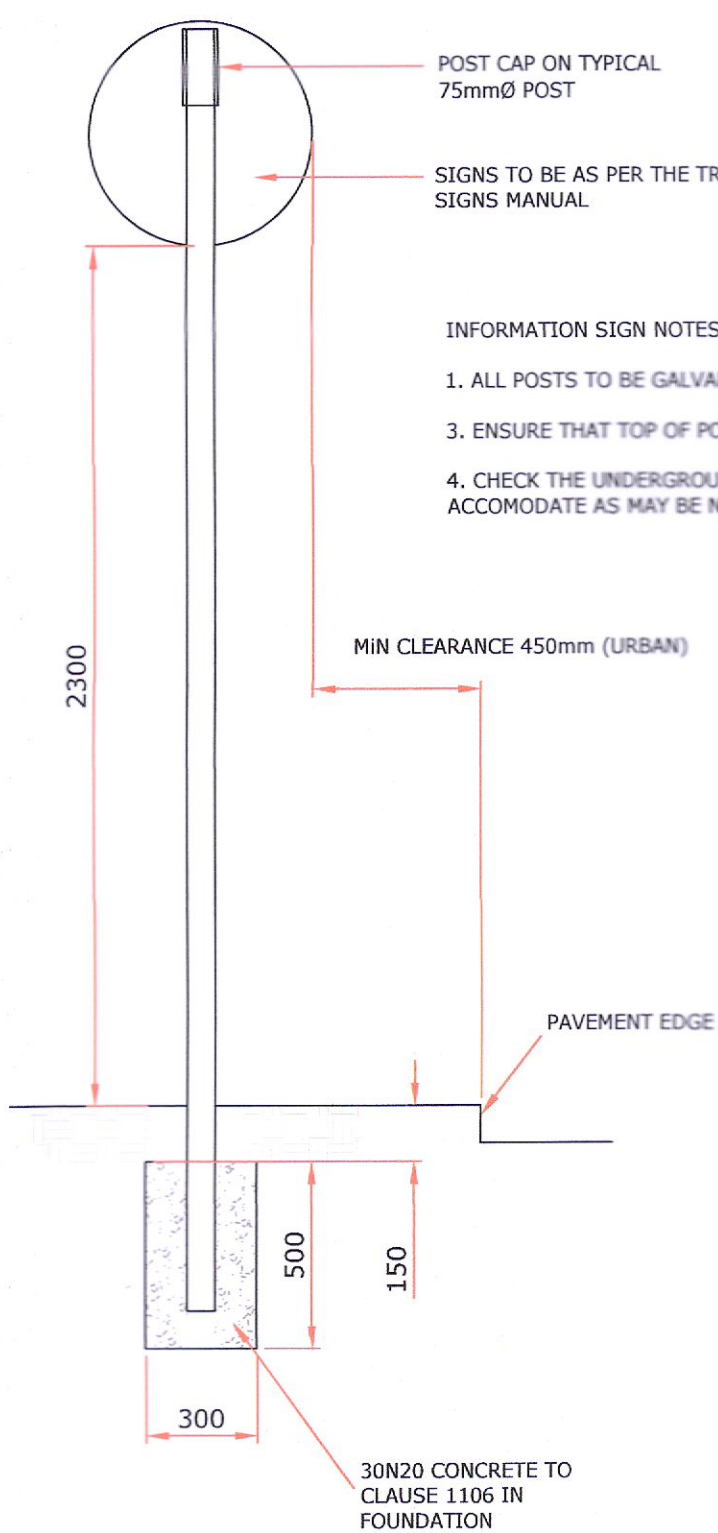 POST CAP ON TYPICAL
75mmØ POST
SIGNS TO BE AS PER THE
SIGNS MANUAL
INFORMATION SIGN NOTES
1. ALL POSTS TO BE
3. ENSURE THAT TOP OF
4. CHECK THE
ACCOMODATE AS MAY BE
2300
MiN CLEARANCE 450mm (URBAN)
PAVEMENT EDGE
500
150
300
30N20 CONCRETE TO
CLAUSE 1106 IN
FOUNDATION